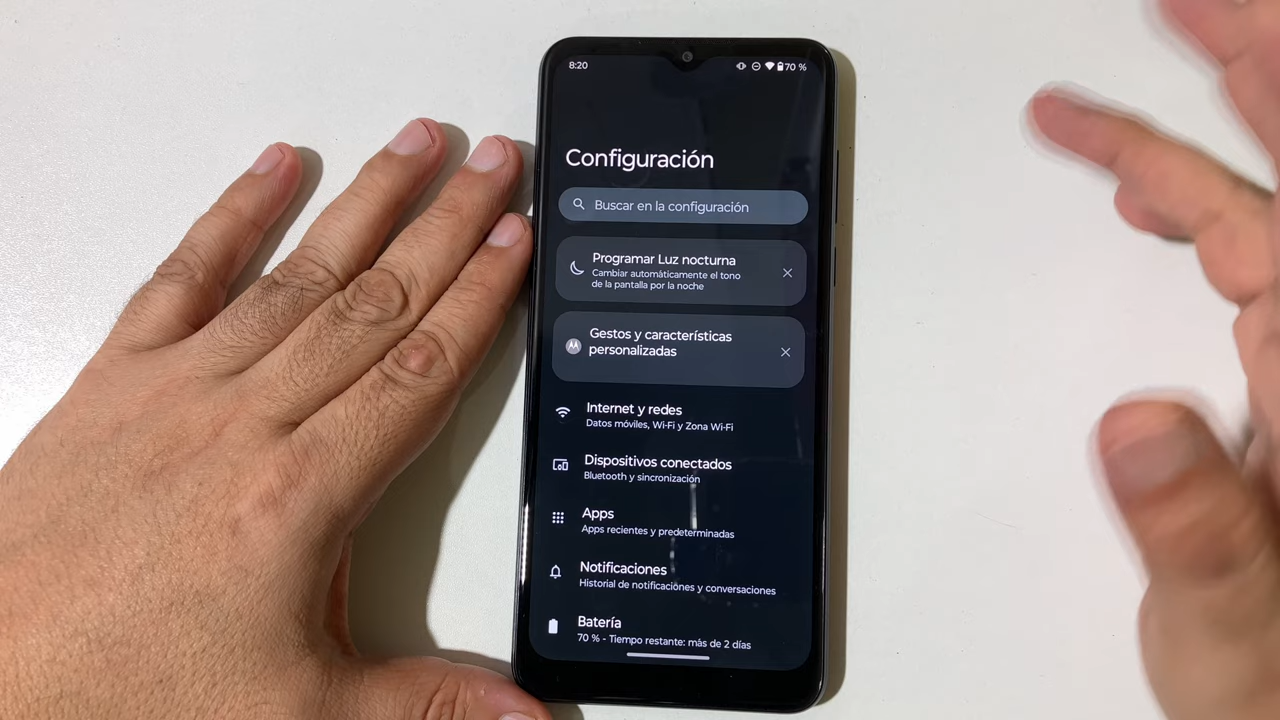 8:20
70 %
Configuración
Buscar en la configuración
Programar Luz nocturna
Cambiar automáticamente el tono
de la pantalla por la noche
Gestos y características
personalizadas
Internet y redes
Datos móviles, Wi-Fi y Zona Wi-Fi
Dispositivos conectados
Bluetooth y sincronización
Apps
Apps recientes y predeterminadas
Notificaciones
Historial de notificaciones y conversaciones
Batería
70 % - Tiempo restante: más de 2 días